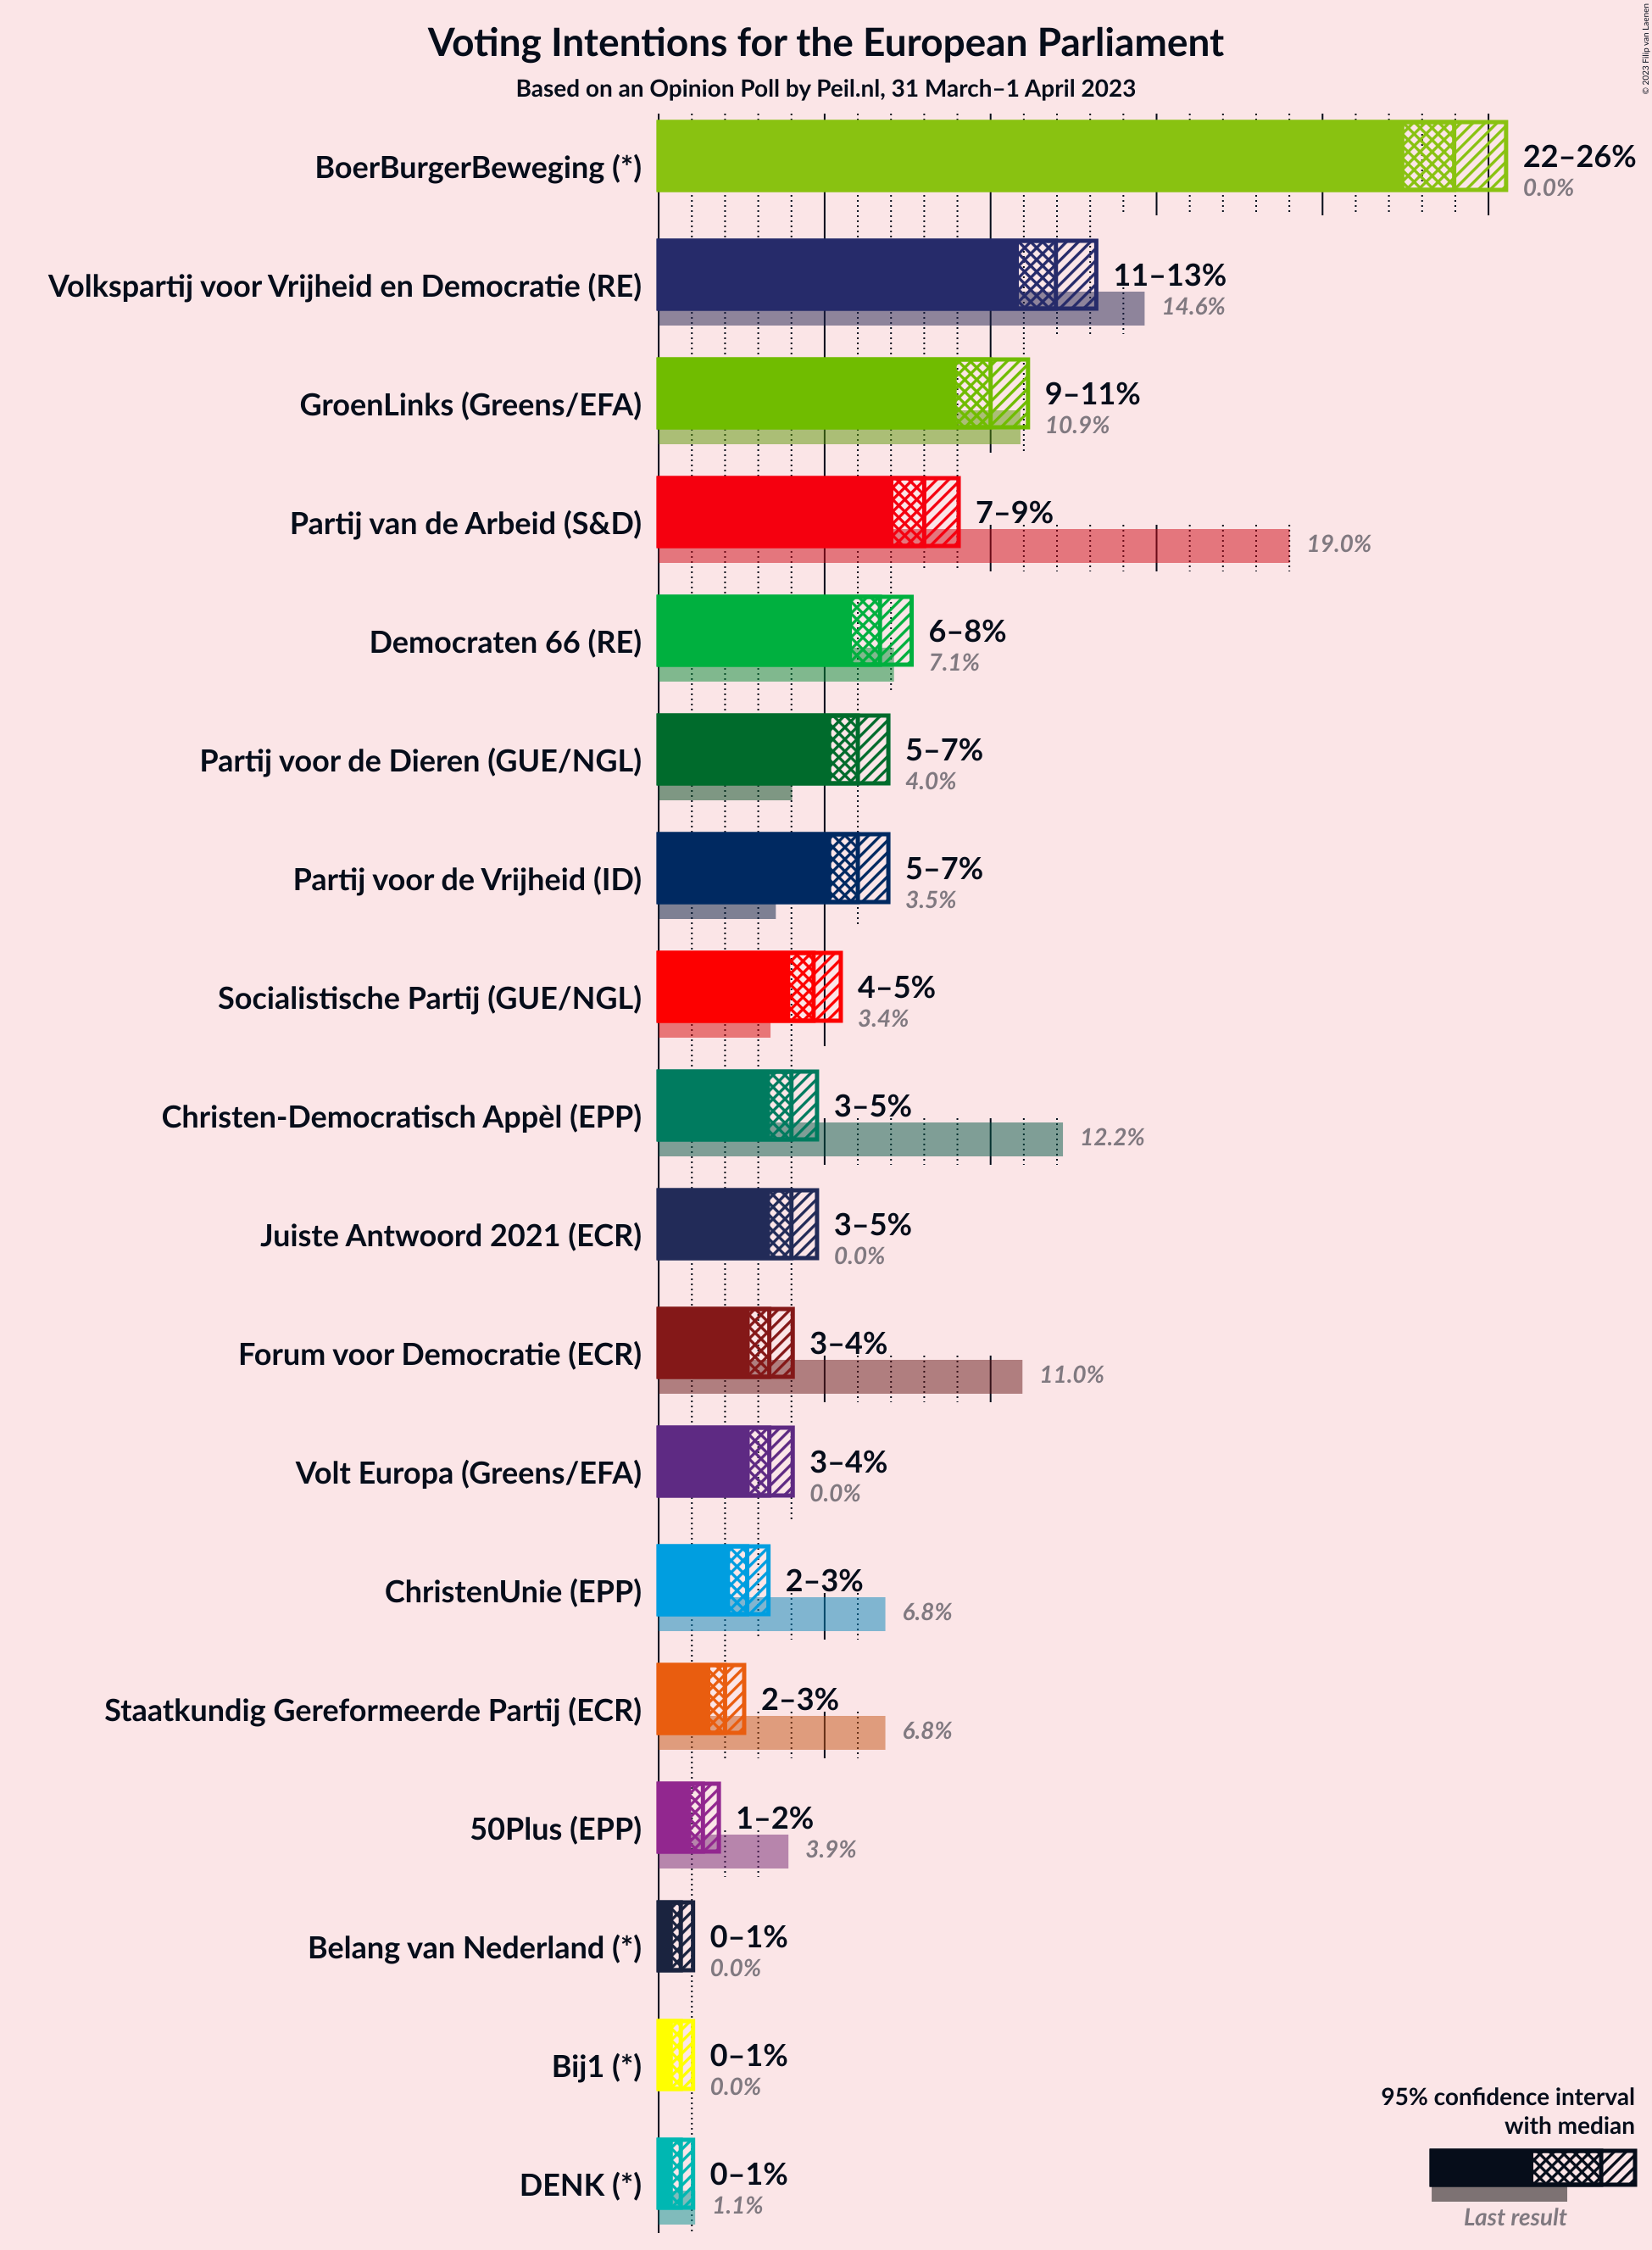 Voting Intentions for the European Parliament
Based on an Opinion Poll by Peil.nl, 31 March–1 April 2023
© 2023 Filip van Laenen
BoerBurgerBeweging (*)
22–26%
0.0%
Volkspartij voor Vrijheid en Democratie (RE)
11–13%
14.6%
GroenLinks (Greens/EFA)
9–11%
10.9%
Partij van de Arbeid (S&D)
7–9%
19.0%
Democraten 66 (RE)
6–8%
7.1%
Partij voor de Dieren (GUE/NGL)
5–7%
4.0%
Partij voor de Vrijheid (ID)
5–7%
3.5%
Socialistische Partij (GUE/NGL)
4–5%
3.4%
Christen-Democratisch Appèl (EPP)
3–5%
12.2%
Juiste Antwoord 2021 (ECR)
3–5%
0.0%
Forum voor Democratie (ECR)
3–4%
11.0%
Volt Europa (Greens/EFA)
3–4%
0.0%
ChristenUnie (EPP)
2–3%
6.8%
Staatkundig Gereformeerde Partij (ECR)
2–3%
6.8%
50Plus (EPP)
1–2%
3.9%
Belang van Nederland (*)
0–1%
0.0%
Bij1 (*)
0–1%
0.0%
DENK (*)
0–1%
1.1%
95% confidence interval
with median
Last result